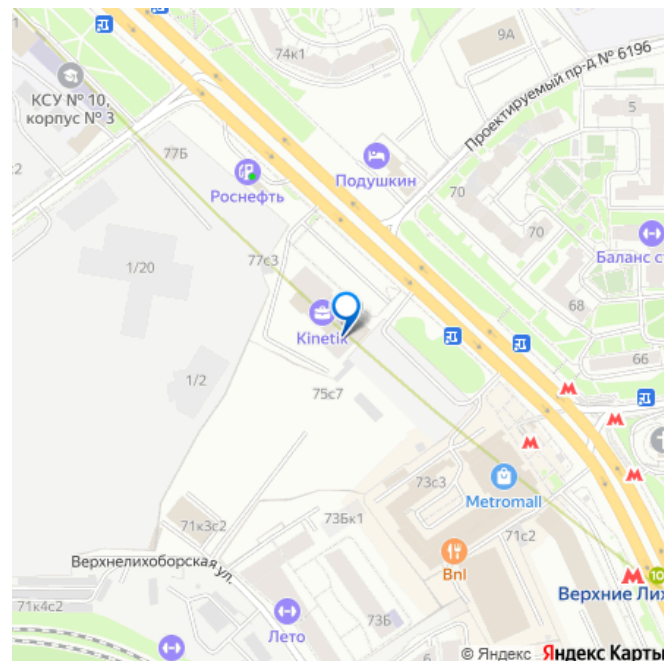 74к1
9А
Проектируемый пр-д № 6196
КСУ № 10,
корпус № 3
77Б
5
Роснефть
Подушкин
70
70
Баланс с
77с3
1/20
68
Kinetik
66
1/2
75с7
73с3
Metromall
71к3с2
73Бк1
71с2
Верхнелихоборская ул.
Bnl
10
Верхние Лих
71к4с2
73Б
Лето
© Яндекс Яндекс Карты